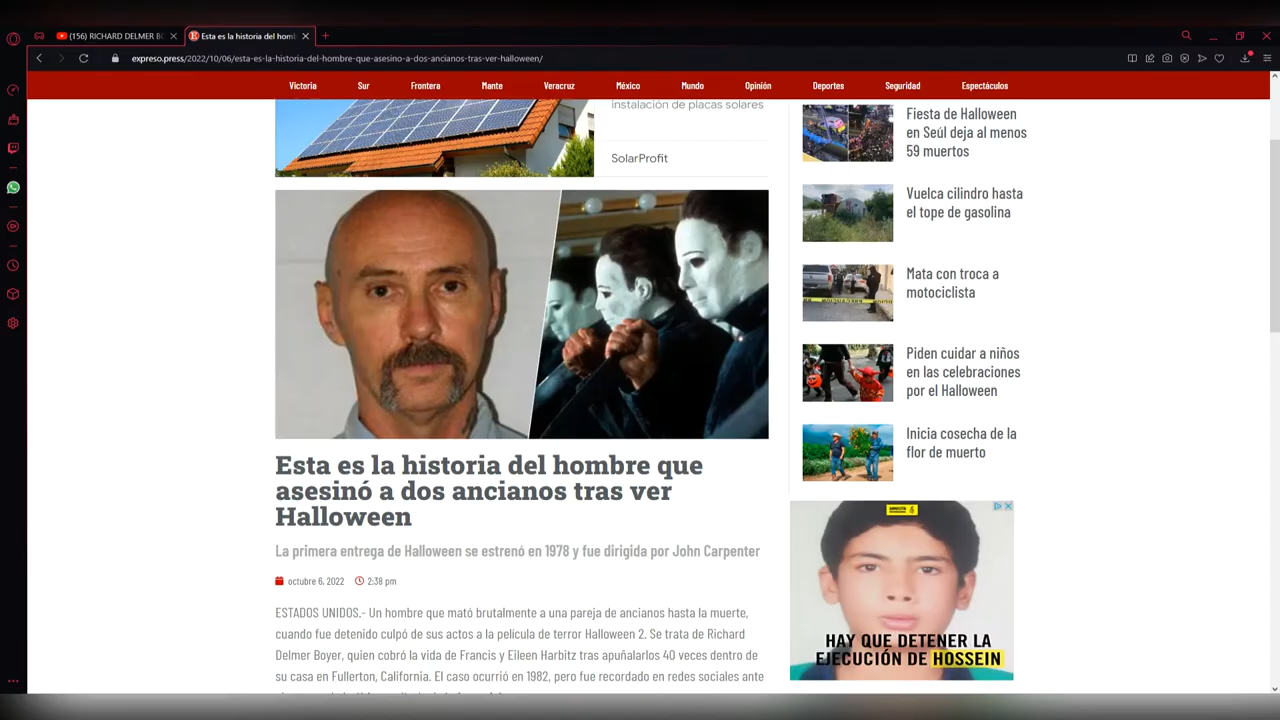 (156) RICHARD DELMER BO
Esta es la historia del homb
expreso.press/2022/10/06/esta-es-la-historia-del-hombre-que-asesino-a-dos-ancianos-tras-ver-halloween/
Victoria Sur Frontera Mante Veracruz México Mundo Opinión Deportes Seguridad Espectáculos
instalación de placas solares
SolarProfit
Esta es la historia del hombre que
asesinó a dos ancianos tras ver
Halloween
La primera entrega de Halloween se estrenó en 1978 y fue dirigida por John Carpenter
octubre 6, 2022 2:38 pm
ESTADOS UNIDOS.- Un hombre que mató brutalmente a una pareja de ancianos hasta la muerte,
cuando fue detenido culpó de sus actos a la película de terror Halloween 2. Se trata de Richard
Delmer Boyer, quien cobró la vida de Francis y Eileen Harbitz tras apuñalarlos 40 veces dentro de
su casa en Fullerton, California. El caso ocurrió en 1982, pero fue recordado en redes sociales ante
Fiesta de Halloween
en Seúl deja al menos
59 muertos
Vuelca cilindro hasta
el tope de gasolina
Mata con troca a
motociclista
Piden cuidar a niños
en las celebraciones
por el Halloween
Inicia cosecha de la
flor de muerto
HAY QUE DETENER LA
EJECUCIÓN DE HOSSEIN